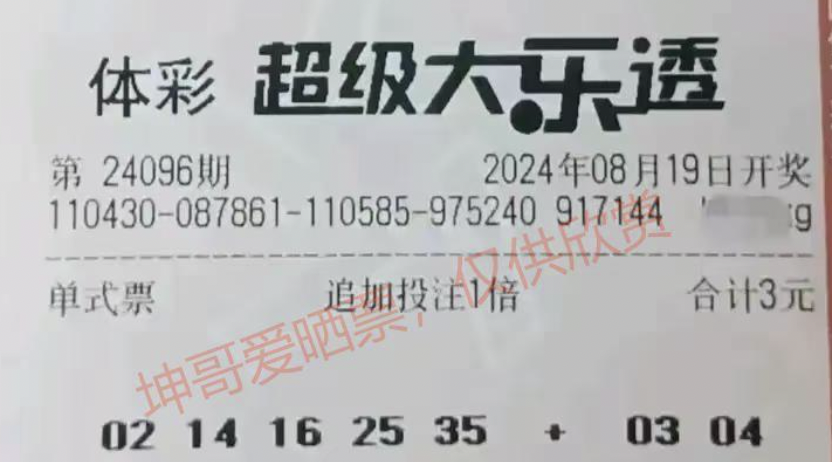 体彩 超级大乐透
第 24096期 2024年08月19日开奖
110430-087861-110585-975240 917144 g
单式票 追加投注1倍 合计3元
坤哥爱晒票，仅供欣赏
02 14 16 25 35 + 03 04